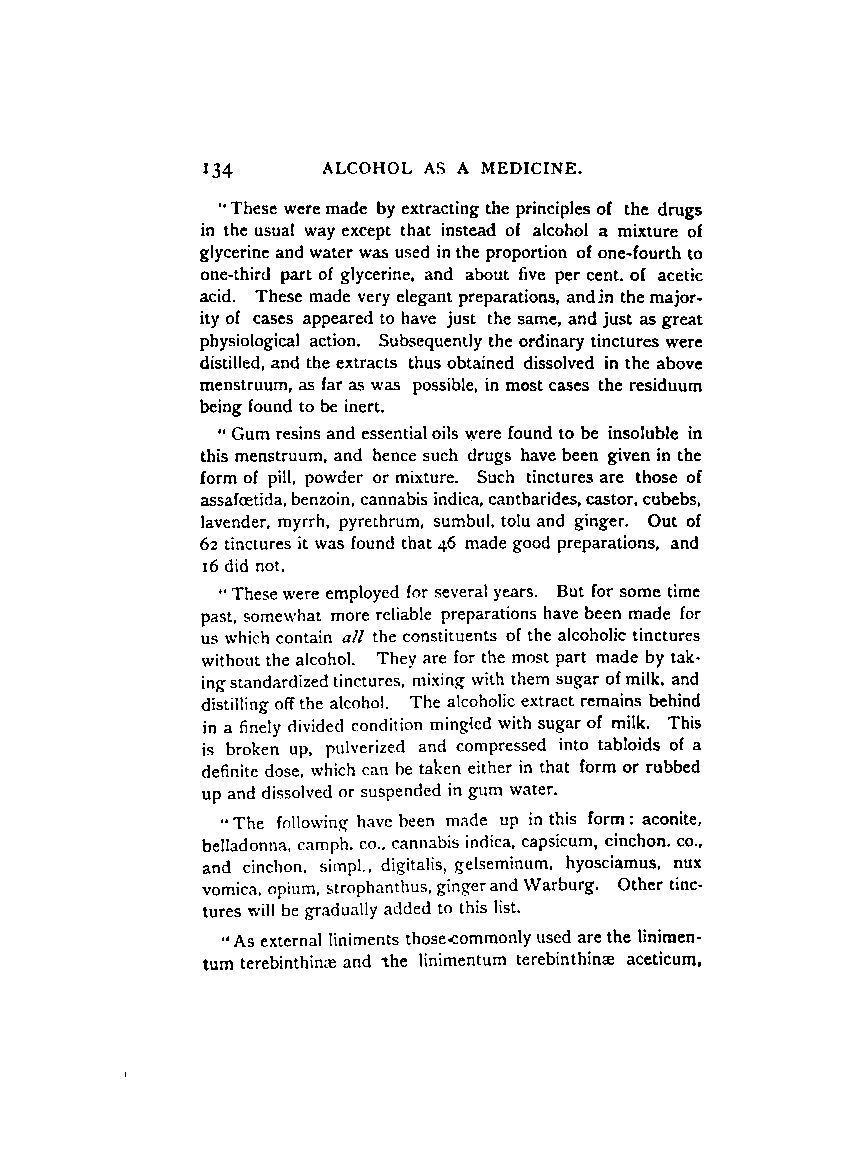 134 ALCOHOL AS A MEDICINE.
"These were made by extracting the principles of the drugs
in the usual way except that instead of alcohol a mixture of
glycerine and water was used in the proportion of one-fourth to
one-third part of glycerine, and about five per cent. of acetic
acid. These made very elegant preparations, and in the major-
ity of cases appeared to have just the same, and just as great
physiological action. Subsequently the ordinary tinctures were
distilled, and the extracts thus obtained dissolved in the above
menstruum, as far as was possible, in most cases the residuum
being found to be inert.
"Gum resins and essential oils were found to be insoluble in
this menstruum, and hence such drugs have been given in the
form of pill, powder or mixture. Such tinctures are those of
assafœtida, benzoin, cannabis indica, cantharides, castor, cubebs,
lavender, myrrh, pyrethrum, sumbul, tolu and ginger. Out of
62 tinctures it was found that 46 made good preparations, and
16 did not.
"These were employed for several years. But for some time
past, somewhat more reliable preparations have been made for
us which contain all the constituents of the alcoholic tinctures
without the alcohol. They are for the most part made by tak-
ing standardized tinctures, mixing with them sugar of milk, and
distilling off the alcohol. The alcoholic extract remains behind
in a finely divided condition mingled with sugar of milk. This
is broken up, pulverized and compressed into tabloids of a
definite dose, which can be taken either in that form or rubbed
up and dissolved or suspended in gum water.
"The following have been made up in this form: aconite,
belladonna, camph. co., cannabis indica, capsicum, cinchon. co.,
and cinchon. simpl., digitalis, gelseminum, hyosciamus, nux
vomica, opium, strophanthus, ginger and Warburg. Other tinc-
tures will be gradually added to this list.
"As external liniments those commonly used are the linimen-
tum terebinthinæ and the linimentum terebinthinæ aceticum,